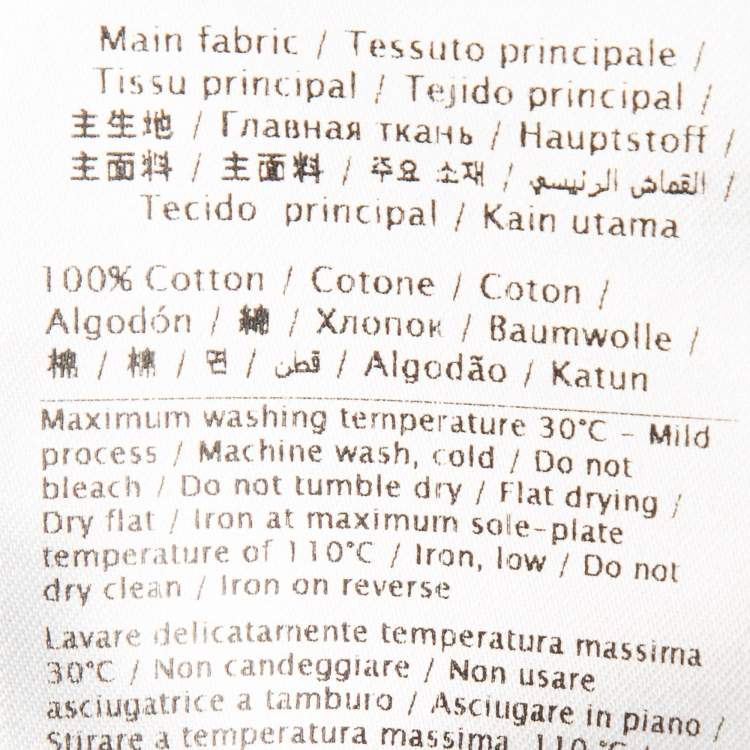 Main fabric / Tessuto principale /
Tissu principal / Tejido principal /
主生地 / Главная ткань / Hauptstoff /
主面料 / 主面料 / 주요 소재 / القماش الرئيسي /
Tecido principal / Kain utama
100% Cotton / Cotone / Coton /
Algodón / 綿 / Хлопок / Baumwolle /
棉 / 棉 / 면 / قطن / Algodão / Katun
Maximum washing temperature 30°C – Mild
process / Machine wash, cold / Do not
bleach / Do not tumble dry / Flat drying /
Dry flat / Iron at maximum sole-plate
temperature of 110°C / Iron, low / Do not
dry clean / Iron on reverse
Lavare delicatamente temperatura massima
30°C / Non candeggiare / Non usare
asciugatrice a tamburo / Asciugare in piano /
Stirare a temperatura massima 110°C